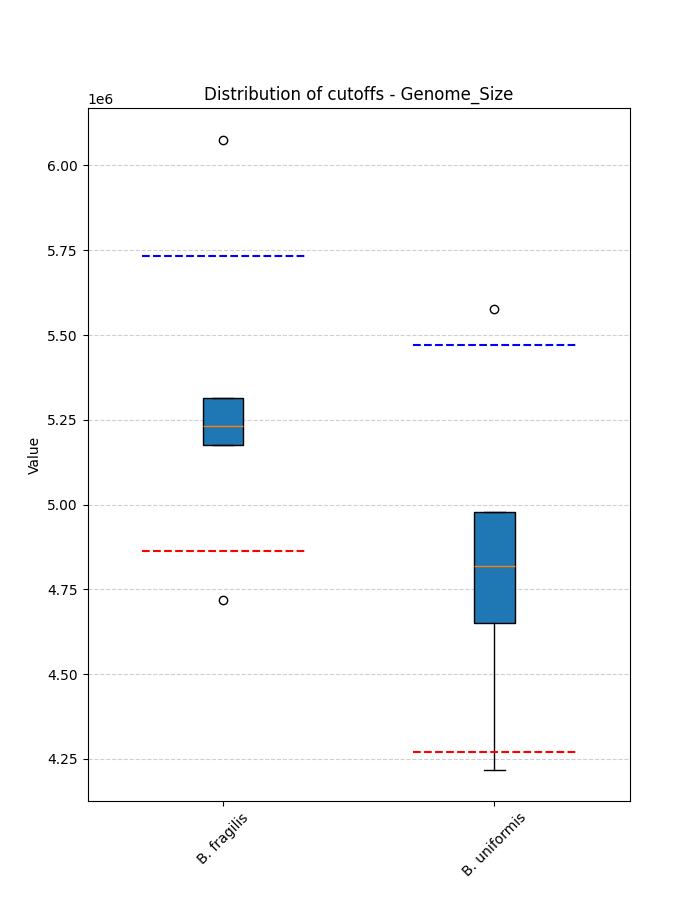 Distribution of cutoffs - Genome_Size
1e6
6.00
5.75
5.50
5.25
5.00
4.75
4.50
4.25
Value
B. fragilis
B. uniformis